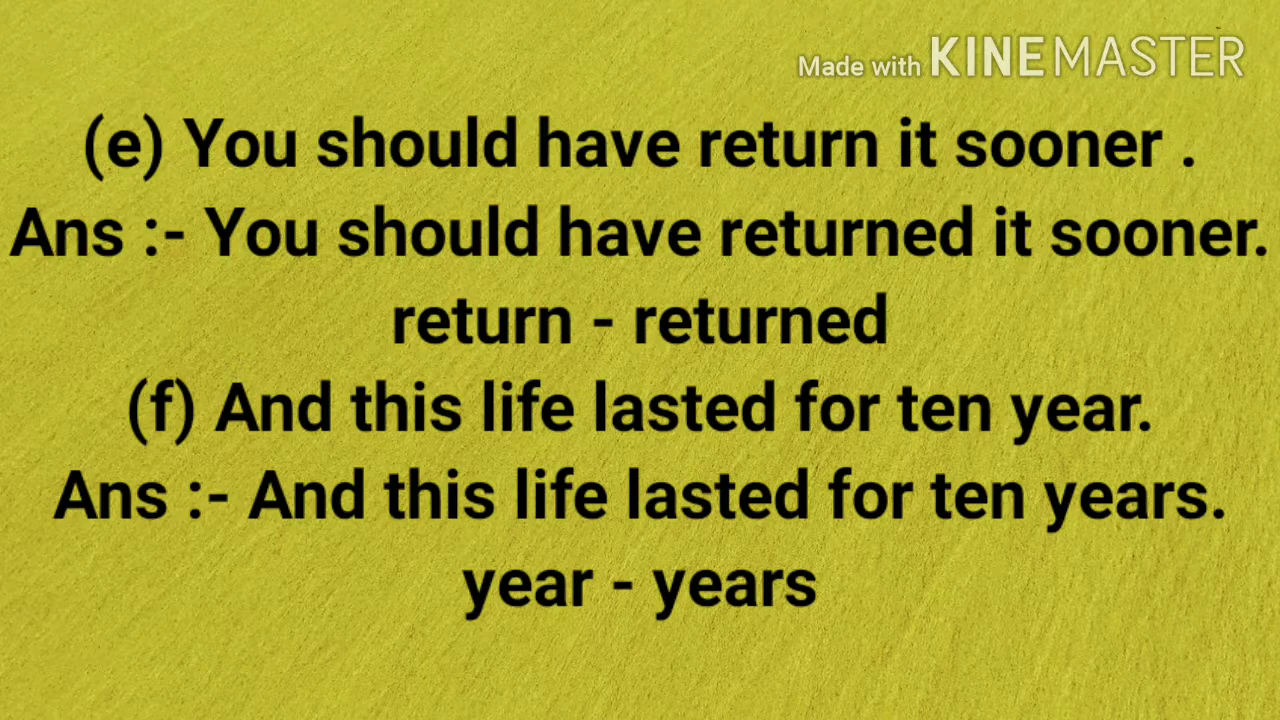 Made with KINEMASTER
(e) You should have return it sooner .
Ans :- You should have returned it sooner.
return - returned
(f) And this life lasted for ten year.
Ans :- And this life lasted for ten years.
year - years